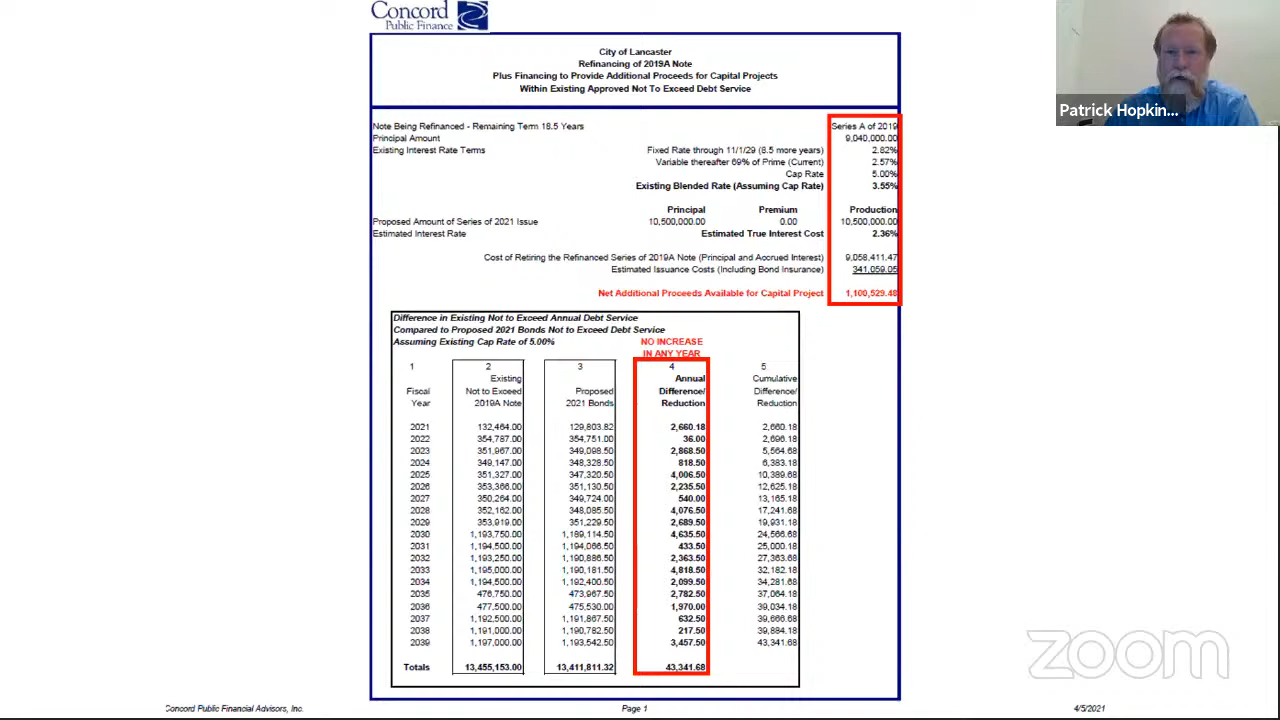 Concord
Public Finance
City of Lancaster
Refinancing of 2019A Note
Plus Financing to Provide Additional Proceeds for Capital Projects
Within Existing Approved Not To Exceed Debt Service
Patrick Hopkin...
Note Being Refinanced - Remaining Term 18.5 Years Series A of 2019
Principal Amount 9,040,000.00
Existing Interest Rate Terms Fixed Rate through 11/1/29 (8.5 more years) 2.82%
Variable thereafter 69% of Prime (Current) 2.57%
Cap Rate 5.00%
Existing Blended Rate (Assuming Cap Rate) 3.55%
Principal Premium Production
Proposed Amount of Series of 2021 Issue 10,500,000.00 0.00 10,500,000.00
Estimated Interest Rate Estimated True Interest Cost 2.36%
Cost of Retiring the Refinanced Series of 2019A Note (Principal and Accrued Interest) 9,058,411.47
Estimated Issuance Costs (Including Bond Insurance) 341,059.05
Net Additional Proceeds Available for Capital Project 1,100,529.48
Difference in Existing Not to Exceed Annual Debt Service
Compared to Proposed 2021 Bonds Not to Exceed Debt Service
Assuming Existing Cap Rate of 5.00% NO INCREASE
IN ANY YEAR
1 2 3 4 5
Existing Annual Cumulative
Fiscal Not to Exceed Proposed Difference/ Difference/
Year 2019A Note 2021 Bonds Reduction Reduction
2021 132,464.00 129,803.82 2,660.18 2,660.18
2022 354,787.00 354,751.00 36.00 2,696.18
2023 351,967.00 349,098.50 2,868.50 5,564.68
2024 349,147.00 348,328.50 818.50 6,383.18
2025 351,327.00 347,320.50 4,006.50 10,389.68
2026 353,366.00 351,130.50 2,235.50 12,625.18
2027 350,264.00 349,724.00 540.00 13,165.18
2028 352,162.00 348,085.50 4,076.50 17,241.68
2029 353,919.00 351,229.50 2,689.50 19,931.18
2030 1,193,750.00 1,189,114.50 4,635.50 24,566.68
2031 1,194,500.00 1,194,066.50 433.50 25,000.18
2032 1,193,250.00 1,190,886.50 2,363.50 27,363.68
2033 1,195,000.00 1,190,181.50 4,818.50 32,182.18
2034 1,194,500.00 1,192,400.50 2,099.50 34,281.68
2035 476,750.00 473,967.50 2,782.50 37,064.18
2036 477,500.00 475,530.00 1,970.00 39,034.18
2037 1,192,500.00 1,191,867.50 632.50 39,666.68
2038 1,191,000.00 1,190,782.50 217.50 39,884.18
2039 1,197,000.00 1,193,542.50 3,457.50 43,341.68
Totals 13,455,153.00 13,411,811.32 43,341.68
zoom
Concord Public Financial Advisors, Inc. Page 1 4/5/2021